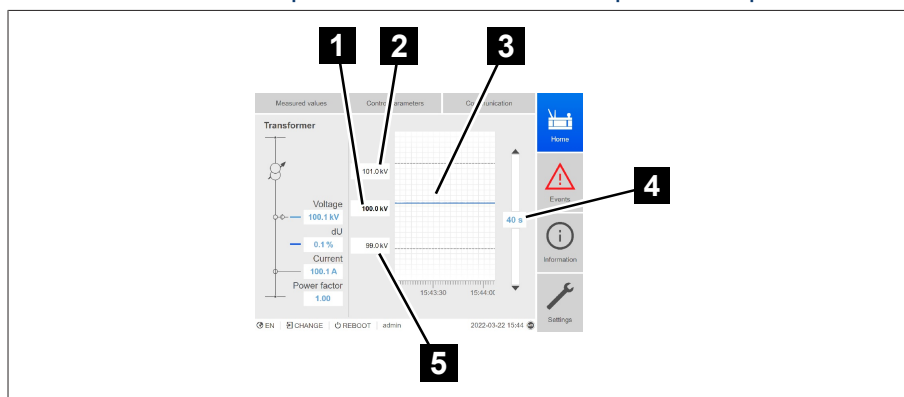 1
2
3
Measured values
Control parameters
Communication
Transformer
101.0 kV
100.0 kV
99.0 kV
Voltage
100.1 kV
dU
0.1 %
Current
100.1 A
Power factor
1.00
40 s
4
15:43:30
15:44:00
5
Home
Events
Information
Settings
EN
CHANGE
REBOOT
admin
2022-03-22 15:44